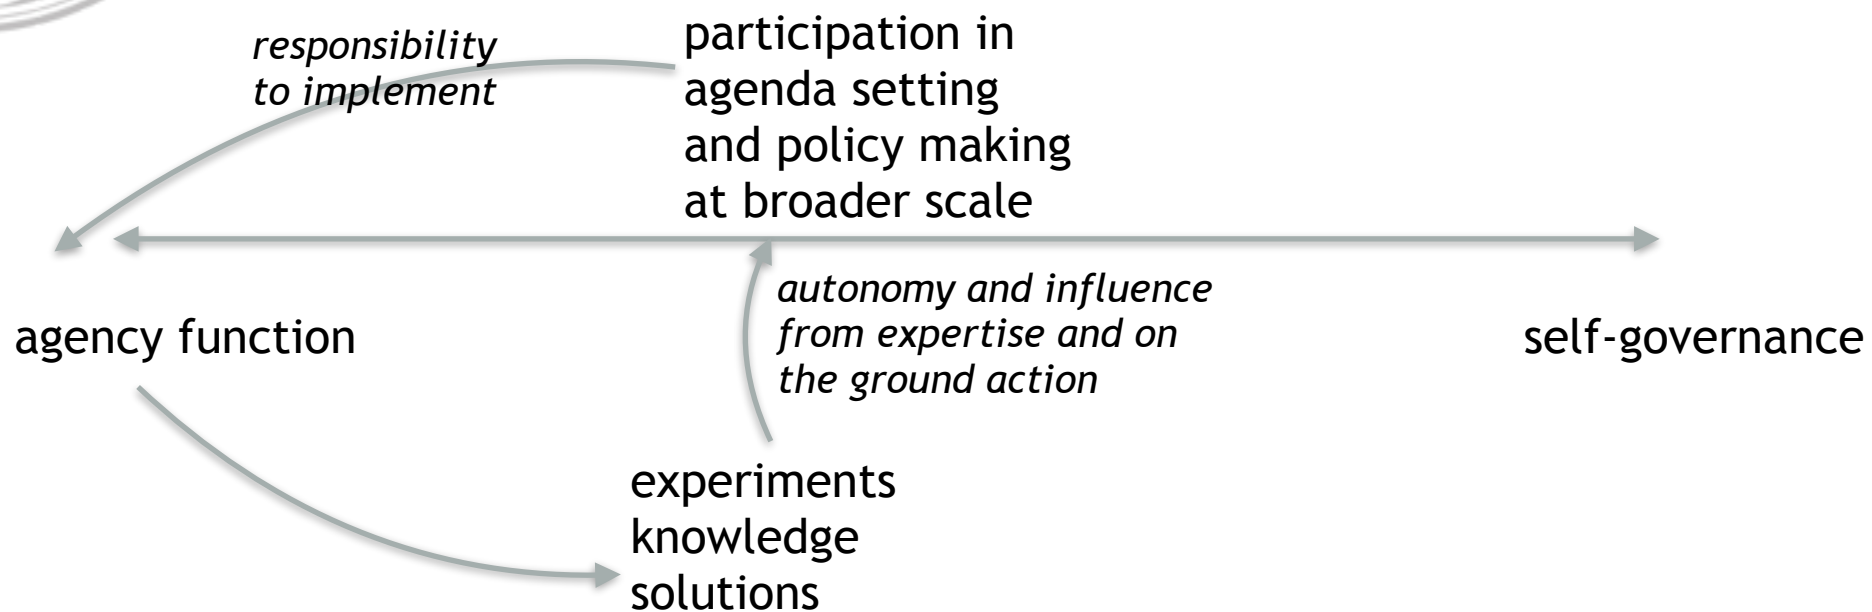 responsibility
to implement
participation in
agenda setting
and policy making
at broader scale
autonomy and influence
from expertise and on
the ground action
agency function
self-governance
experiments
knowledge
solutions